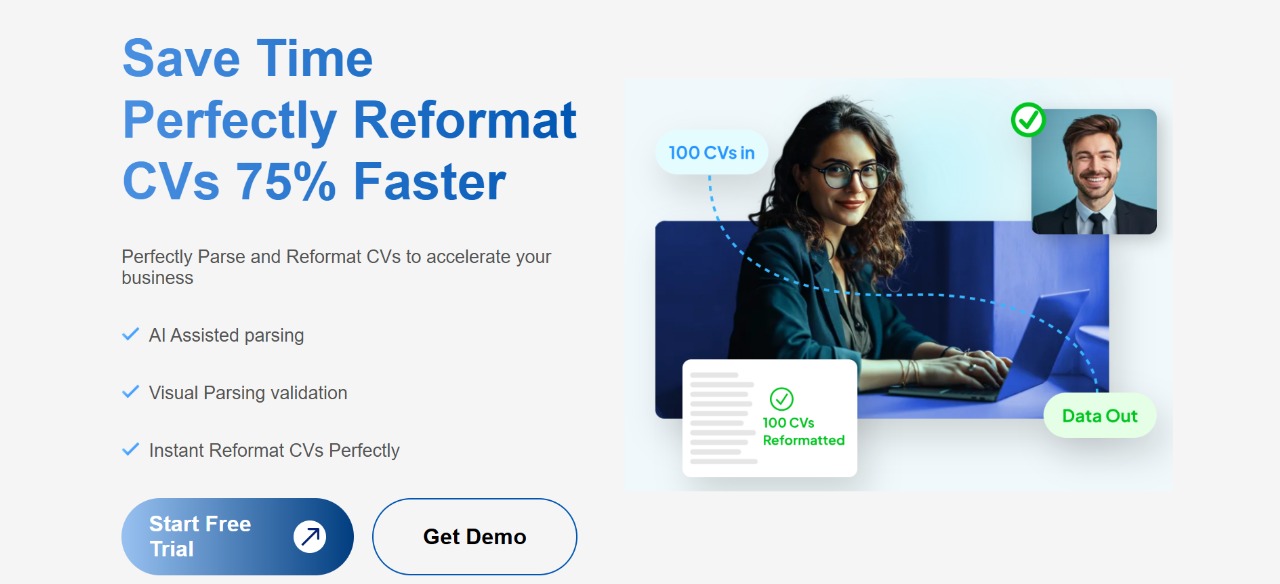 Save Time
Perfectly Reformat
CVs 75% Faster
Perfectly Parse and Reformat CVs to accelerate your
business
AI Assisted parsing
Visual Parsing validation
Instant Reformat CVs Perfectly
Start Free
Trial
Get Demo
100 CVs in
100 CVs
Reformatted
Data Out